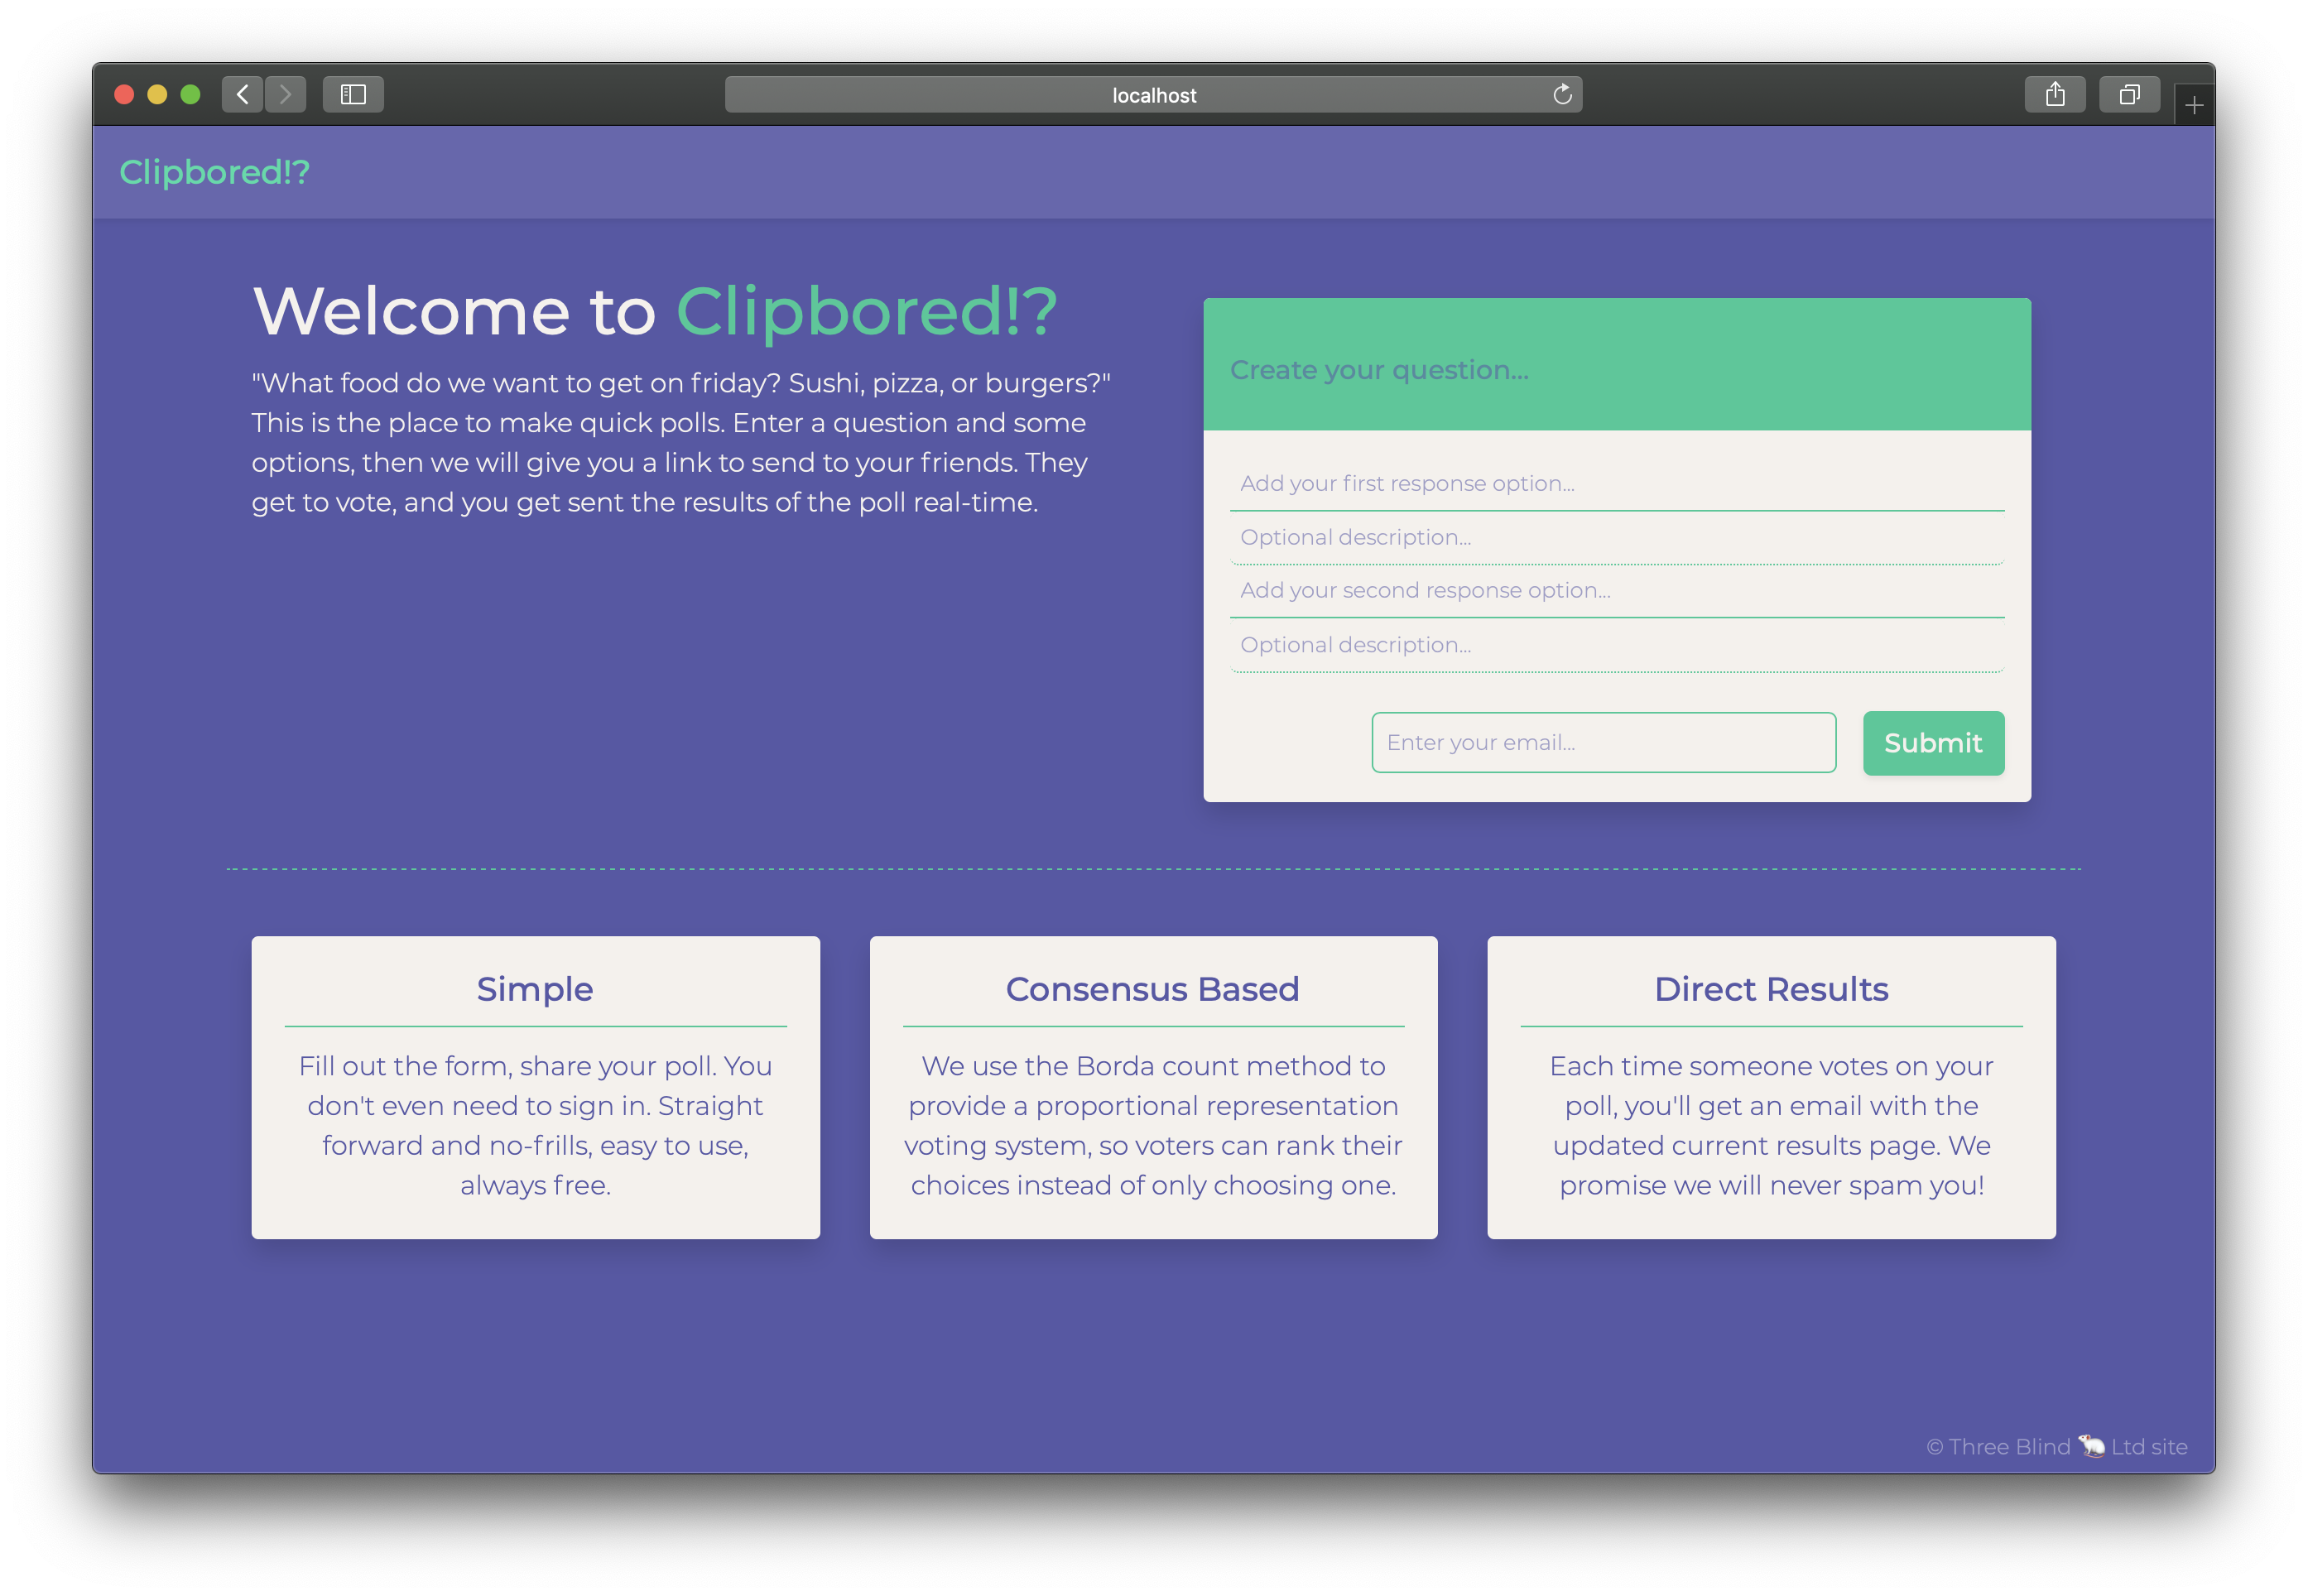 localhost
Clipbored!?
Welcome to Clipbored!?
"What food do we want to get on friday? Sushi, pizza, or burgers?"
This is the place to make quick polls. Enter a question and some
options, then we will give you a link to send to your friends. They
get to vote, and you get sent the results of the poll real-time.
Create your question...
Add your first response option...
Optional description...
Add your second response option...
Optional description...
Enter your email...
Submit
Simple
Fill out the form, share your poll. You
don't even need to sign in. Straight
forward and no-frills, easy to use,
always free.
Consensus Based
We use the Borda count method to
provide a proportional representation
voting system, so voters can rank their
choices instead of only choosing one.
Direct Results
Each time someone votes on your
poll, you'll get an email with the
updated current results page. We
promise we will never spam you!
© Three Blind 🐁 Ltd site